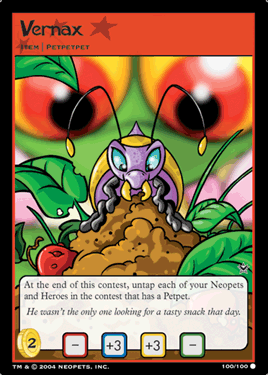 Vernax
Item | Petpetpet
At the end of this contest, untap each of your Neopets
and Heroes in the contest that has a Petpet.
He wasn't the only one looking for a tasty snack that day.
2 – +3 +3 –
TM & © 2004 NEOPETS, INC. 100/100